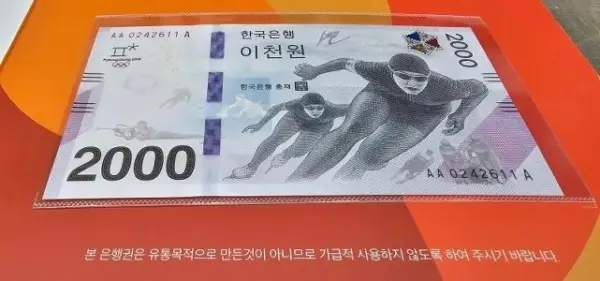 AA 0242611 A
한국은행
이천원
2000
PyeongChang 2018
한국은행 총재
2000
AA 0242611 A
본 은행권은 유통목적으로 만든것이 아니므로 가급적 사용하지 않도록 하여 주시기 바랍니다.